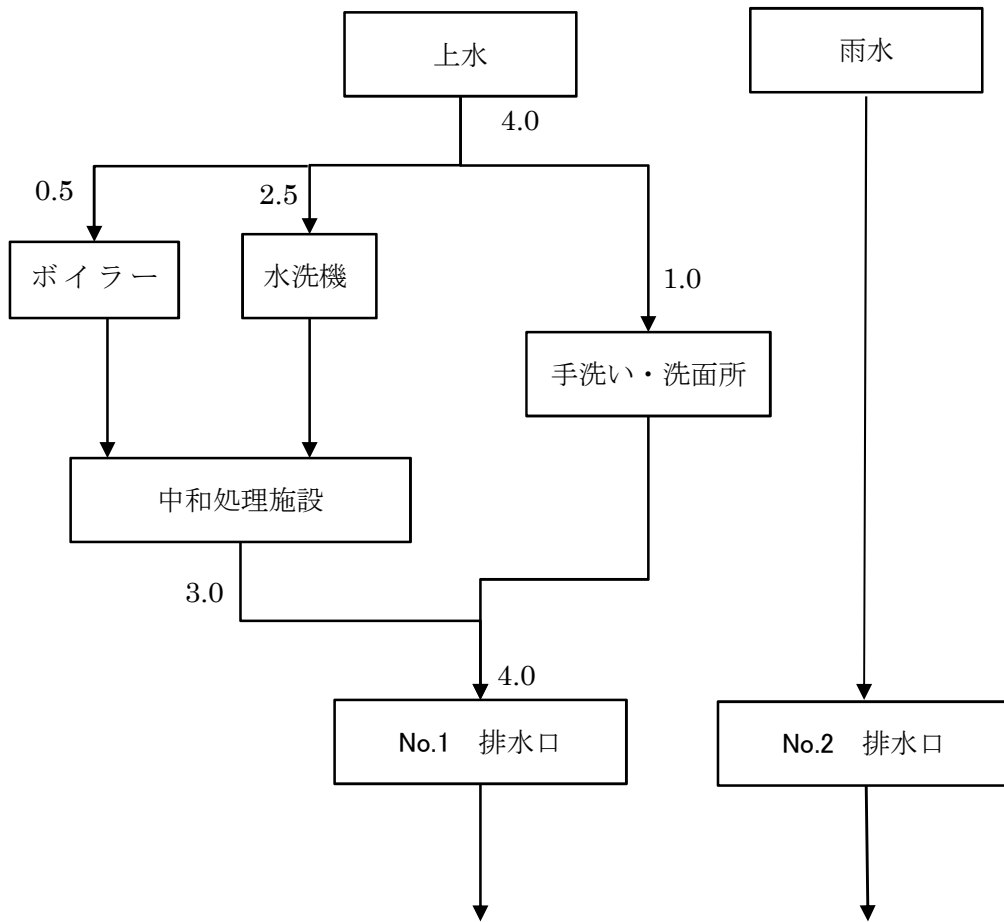 上水
雨水
4.0
0.5
2.5
ボイラー
水洗機
1.0
手洗い・洗面所
中和処理施設
3.0
4.0
No.1　排水口
No.2　排水口